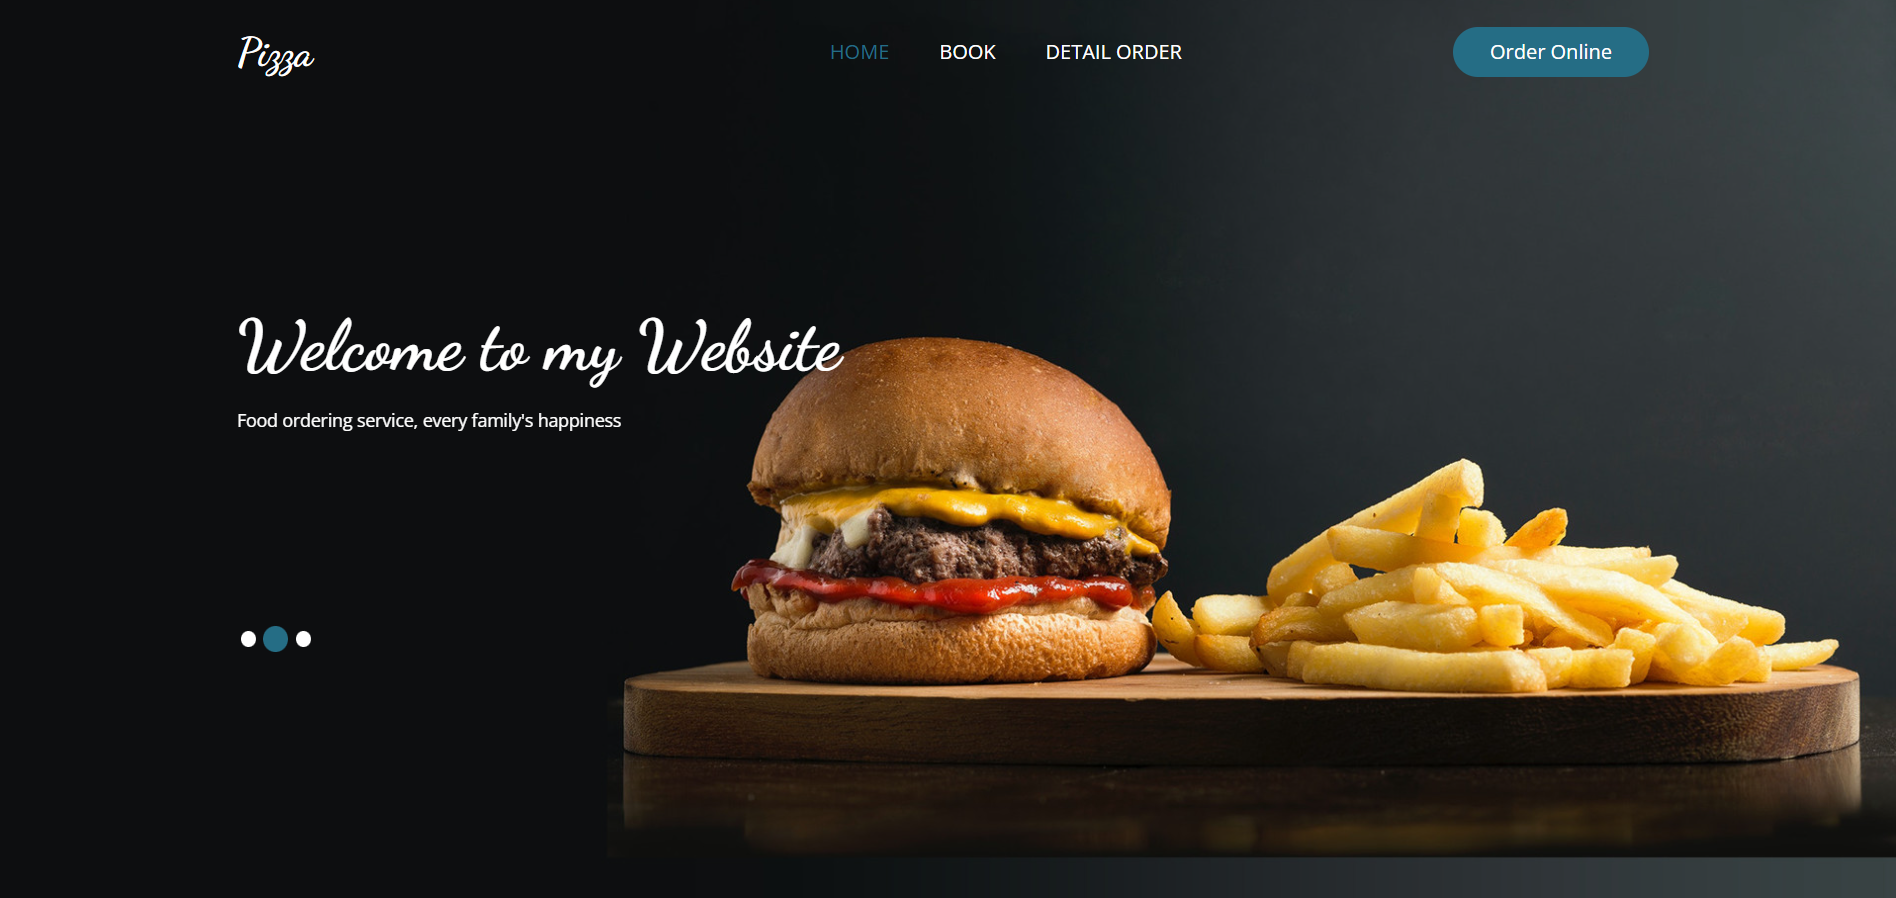 Pizza
HOME BOOK DETAIL ORDER
Order Online
Welcome to my Website
Food ordering service, every family's happiness